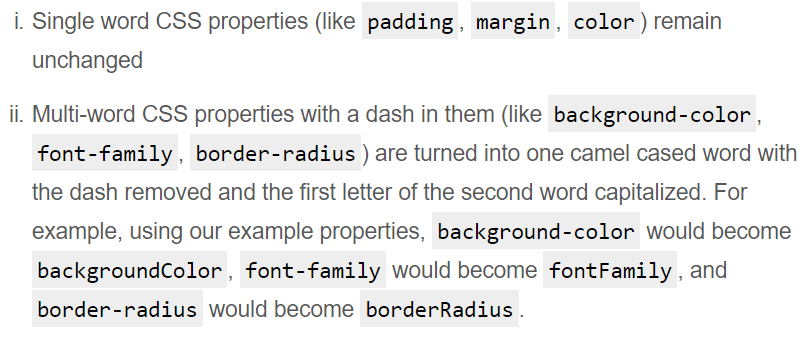 i. Single word CSS properties (like padding, margin, color) remain
unchanged
ii. Multi-word CSS properties with a dash in them (like background-color,
font-family, border-radius) are turned into one camel cased word with
the dash removed and the first letter of the second word capitalized. For
example, using our example properties, background-color would become
backgroundColor, font-family would become fontFamily, and
border-radius would become borderRadius.